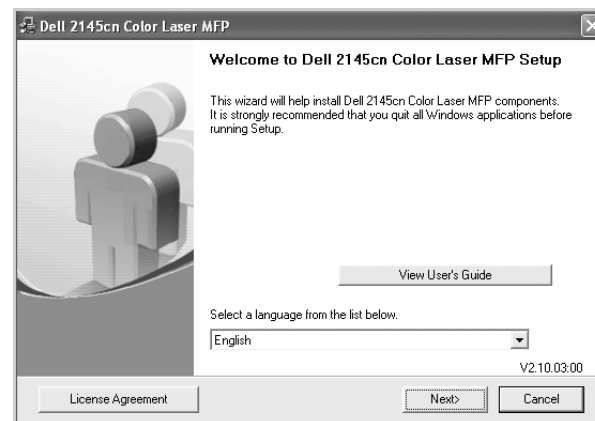 Dell 2145cn Color Laser MFP
Welcome to Dell 2145cn Color Laser MFP Setup
This wizard will help install Dell 2145cn Color Laser MFP components.
It is strongly recommended that you quit all Windows applications before
running Setup.
View User's Guide
Select a language from the list below.
English
V2.10.03:00
License Agreement
Next>
Cancel